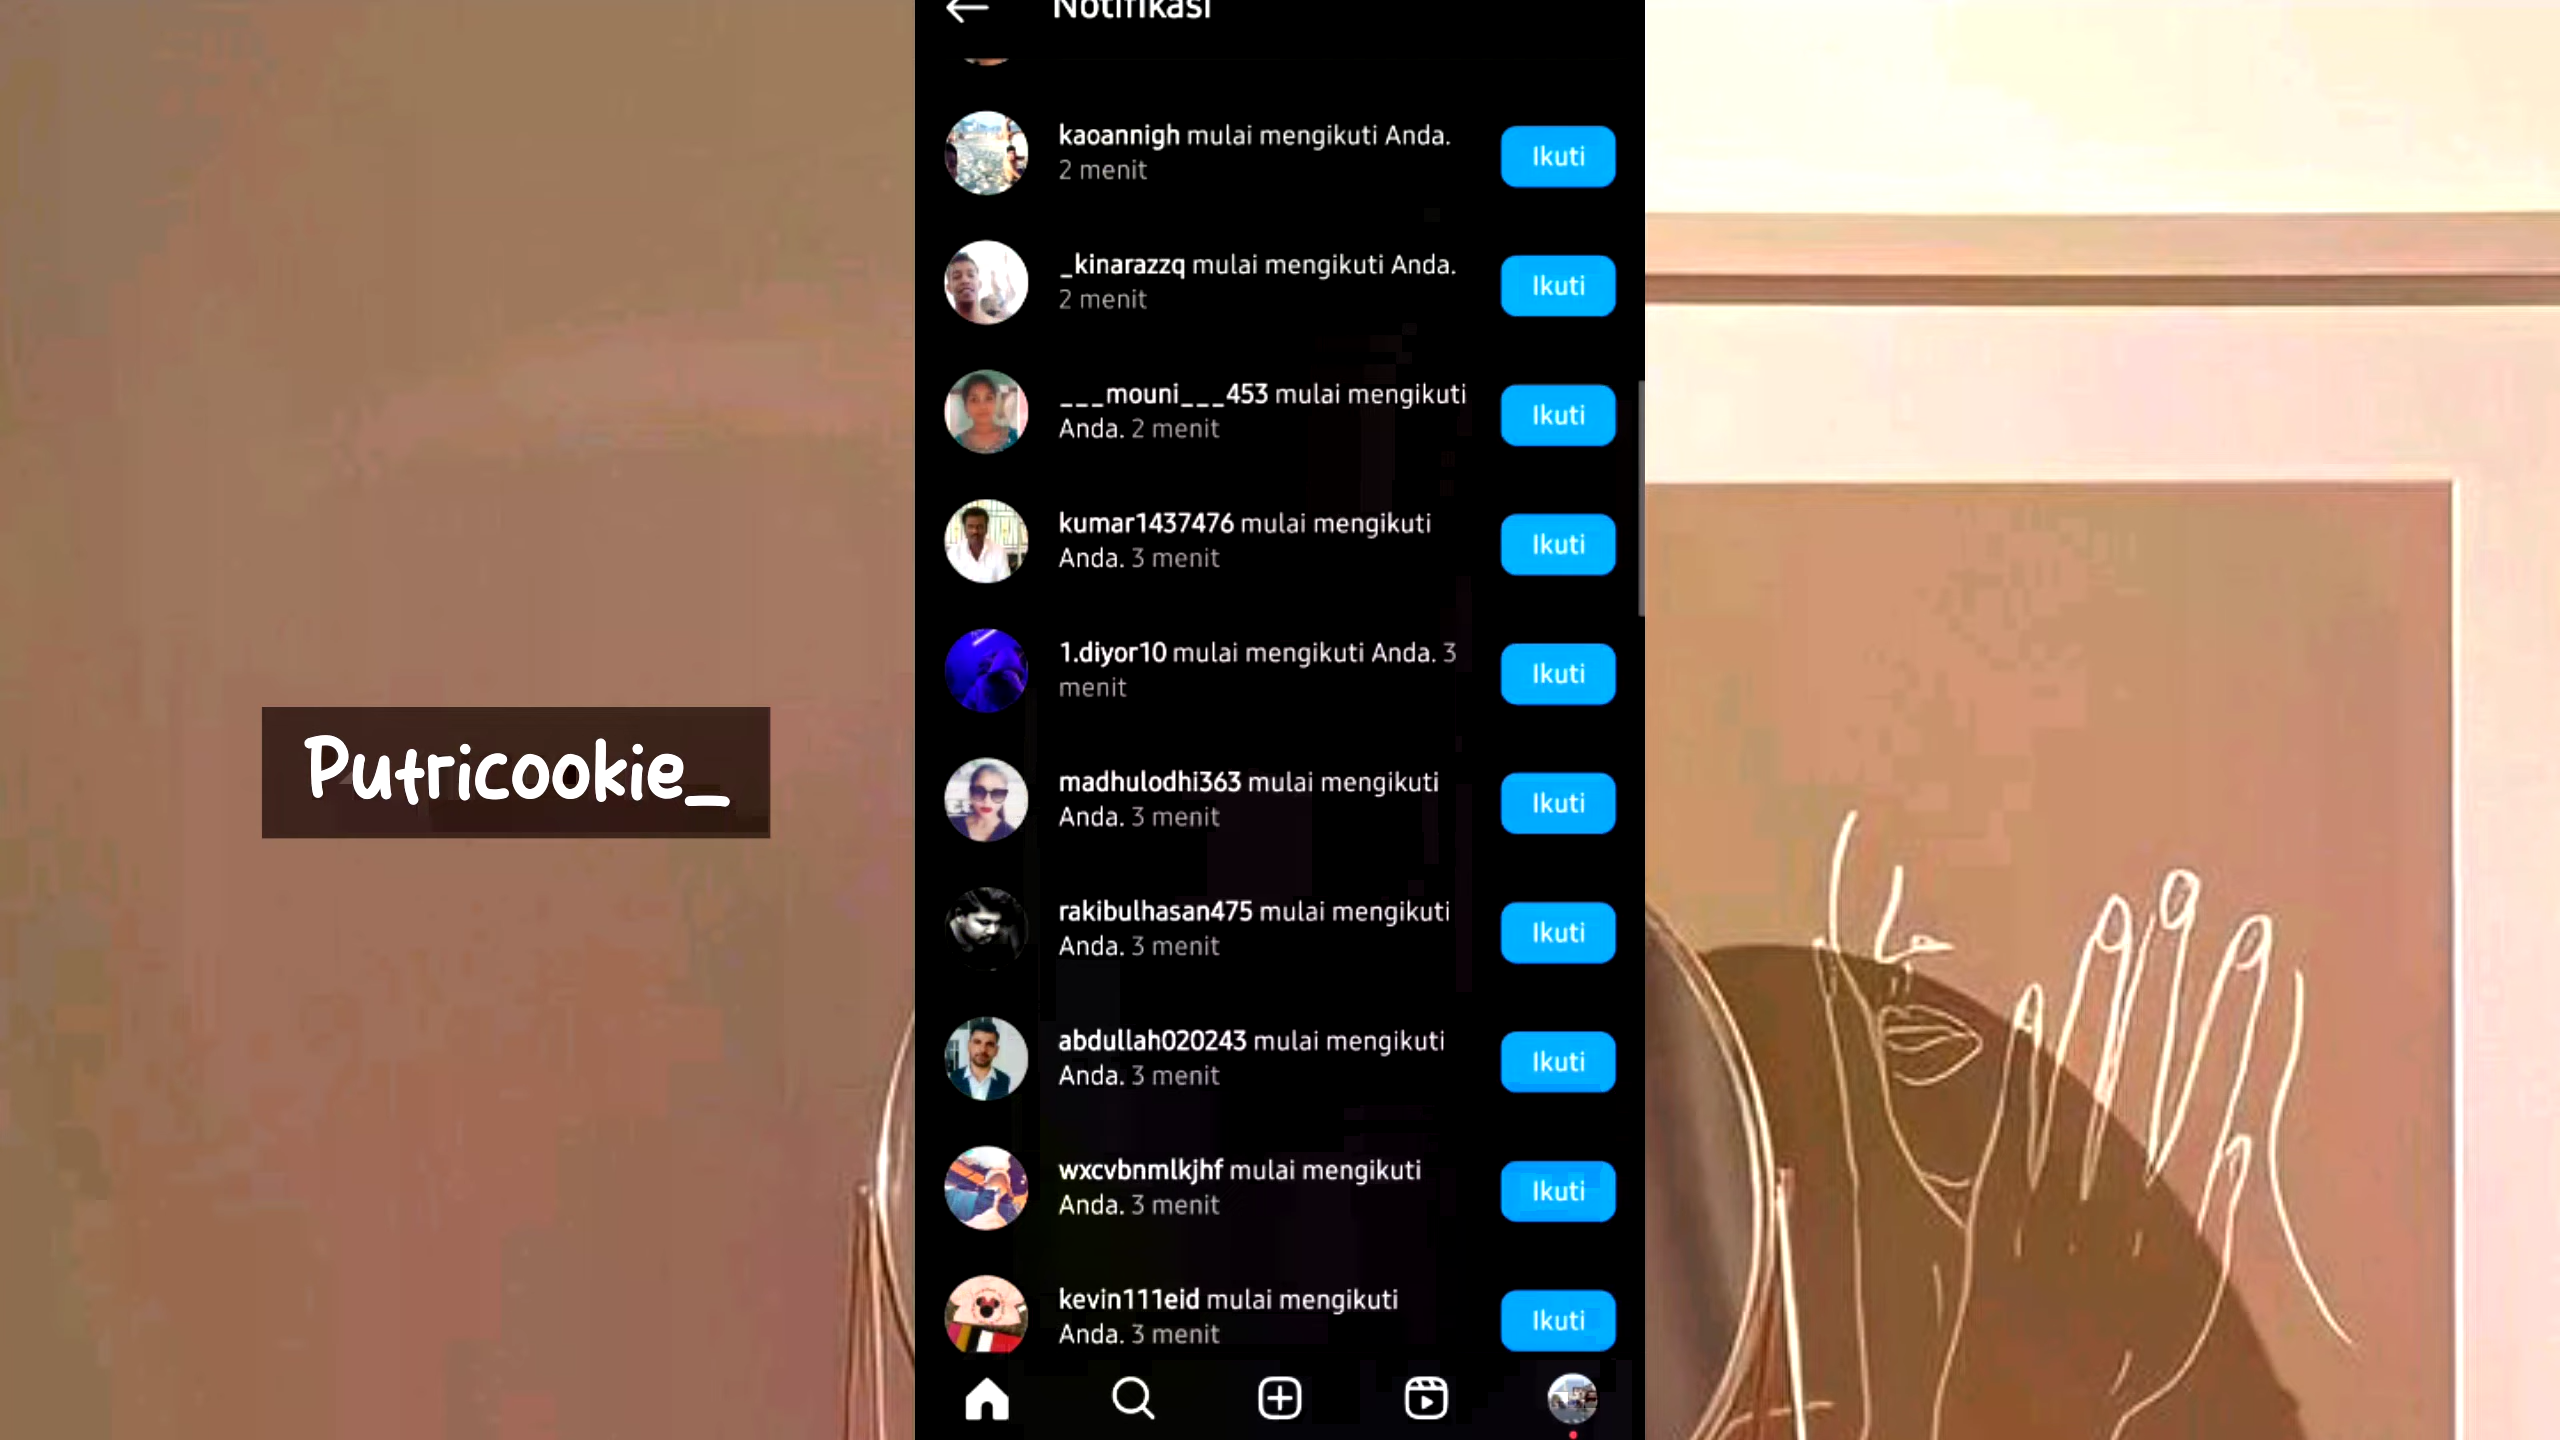 Notifikasi
kaoannigh mulai mengikuti Anda.
2 menit
Ikuti
_kinarazzq mulai mengikuti Anda.
2 menit
Ikuti
___mouni___453 mulai mengikuti
Anda. 2 menit
Ikuti
kumar1437476 mulai mengikuti
Anda. 3 menit
Ikuti
1.diyor10 mulai mengikuti Anda. 3
menit
Ikuti
Putricookie_
madhulodhi363 mulai mengikuti
Anda. 3 menit
Ikuti
rakibulhasan475 mulai mengikuti
Anda. 3 menit
Ikuti
abdullah020243 mulai mengikuti
Anda. 3 menit
Ikuti
wxcvbnmlkjhf mulai mengikuti
Anda. 3 menit
Ikuti
kevin111eid mulai mengikuti
Anda. 3 menit
Ikuti